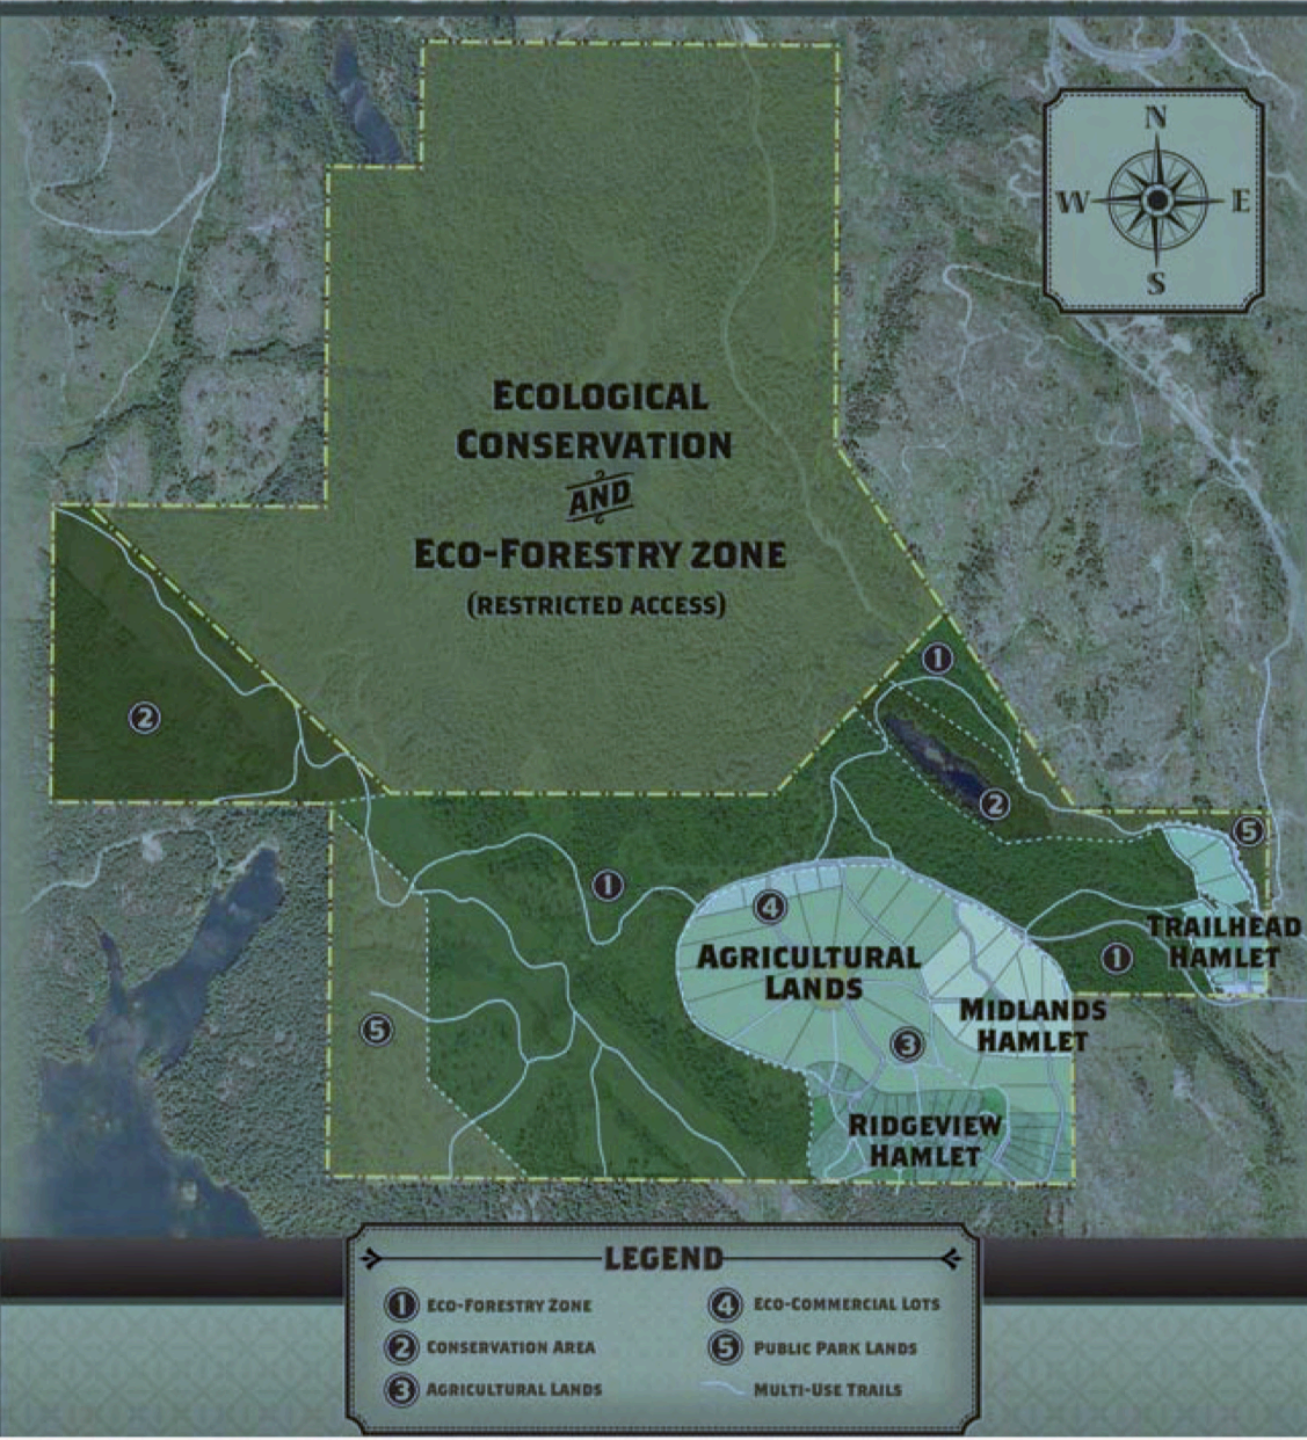 N
W E
S
Ecological
Conservation
and
Eco-Forestry zone
(restricted access)
1
2
2
5
1
4
Trailhead
Hamlet
Agricultural
Lands
1
Midlands
Hamlet
5
3
Ridgeview
Hamlet
Legend
1 Eco-Forestry Zone
2 Conservation Area
3 Agricultural Lands
4 Eco-Commercial Lots
5 Public Park Lands
Multi-Use Trails